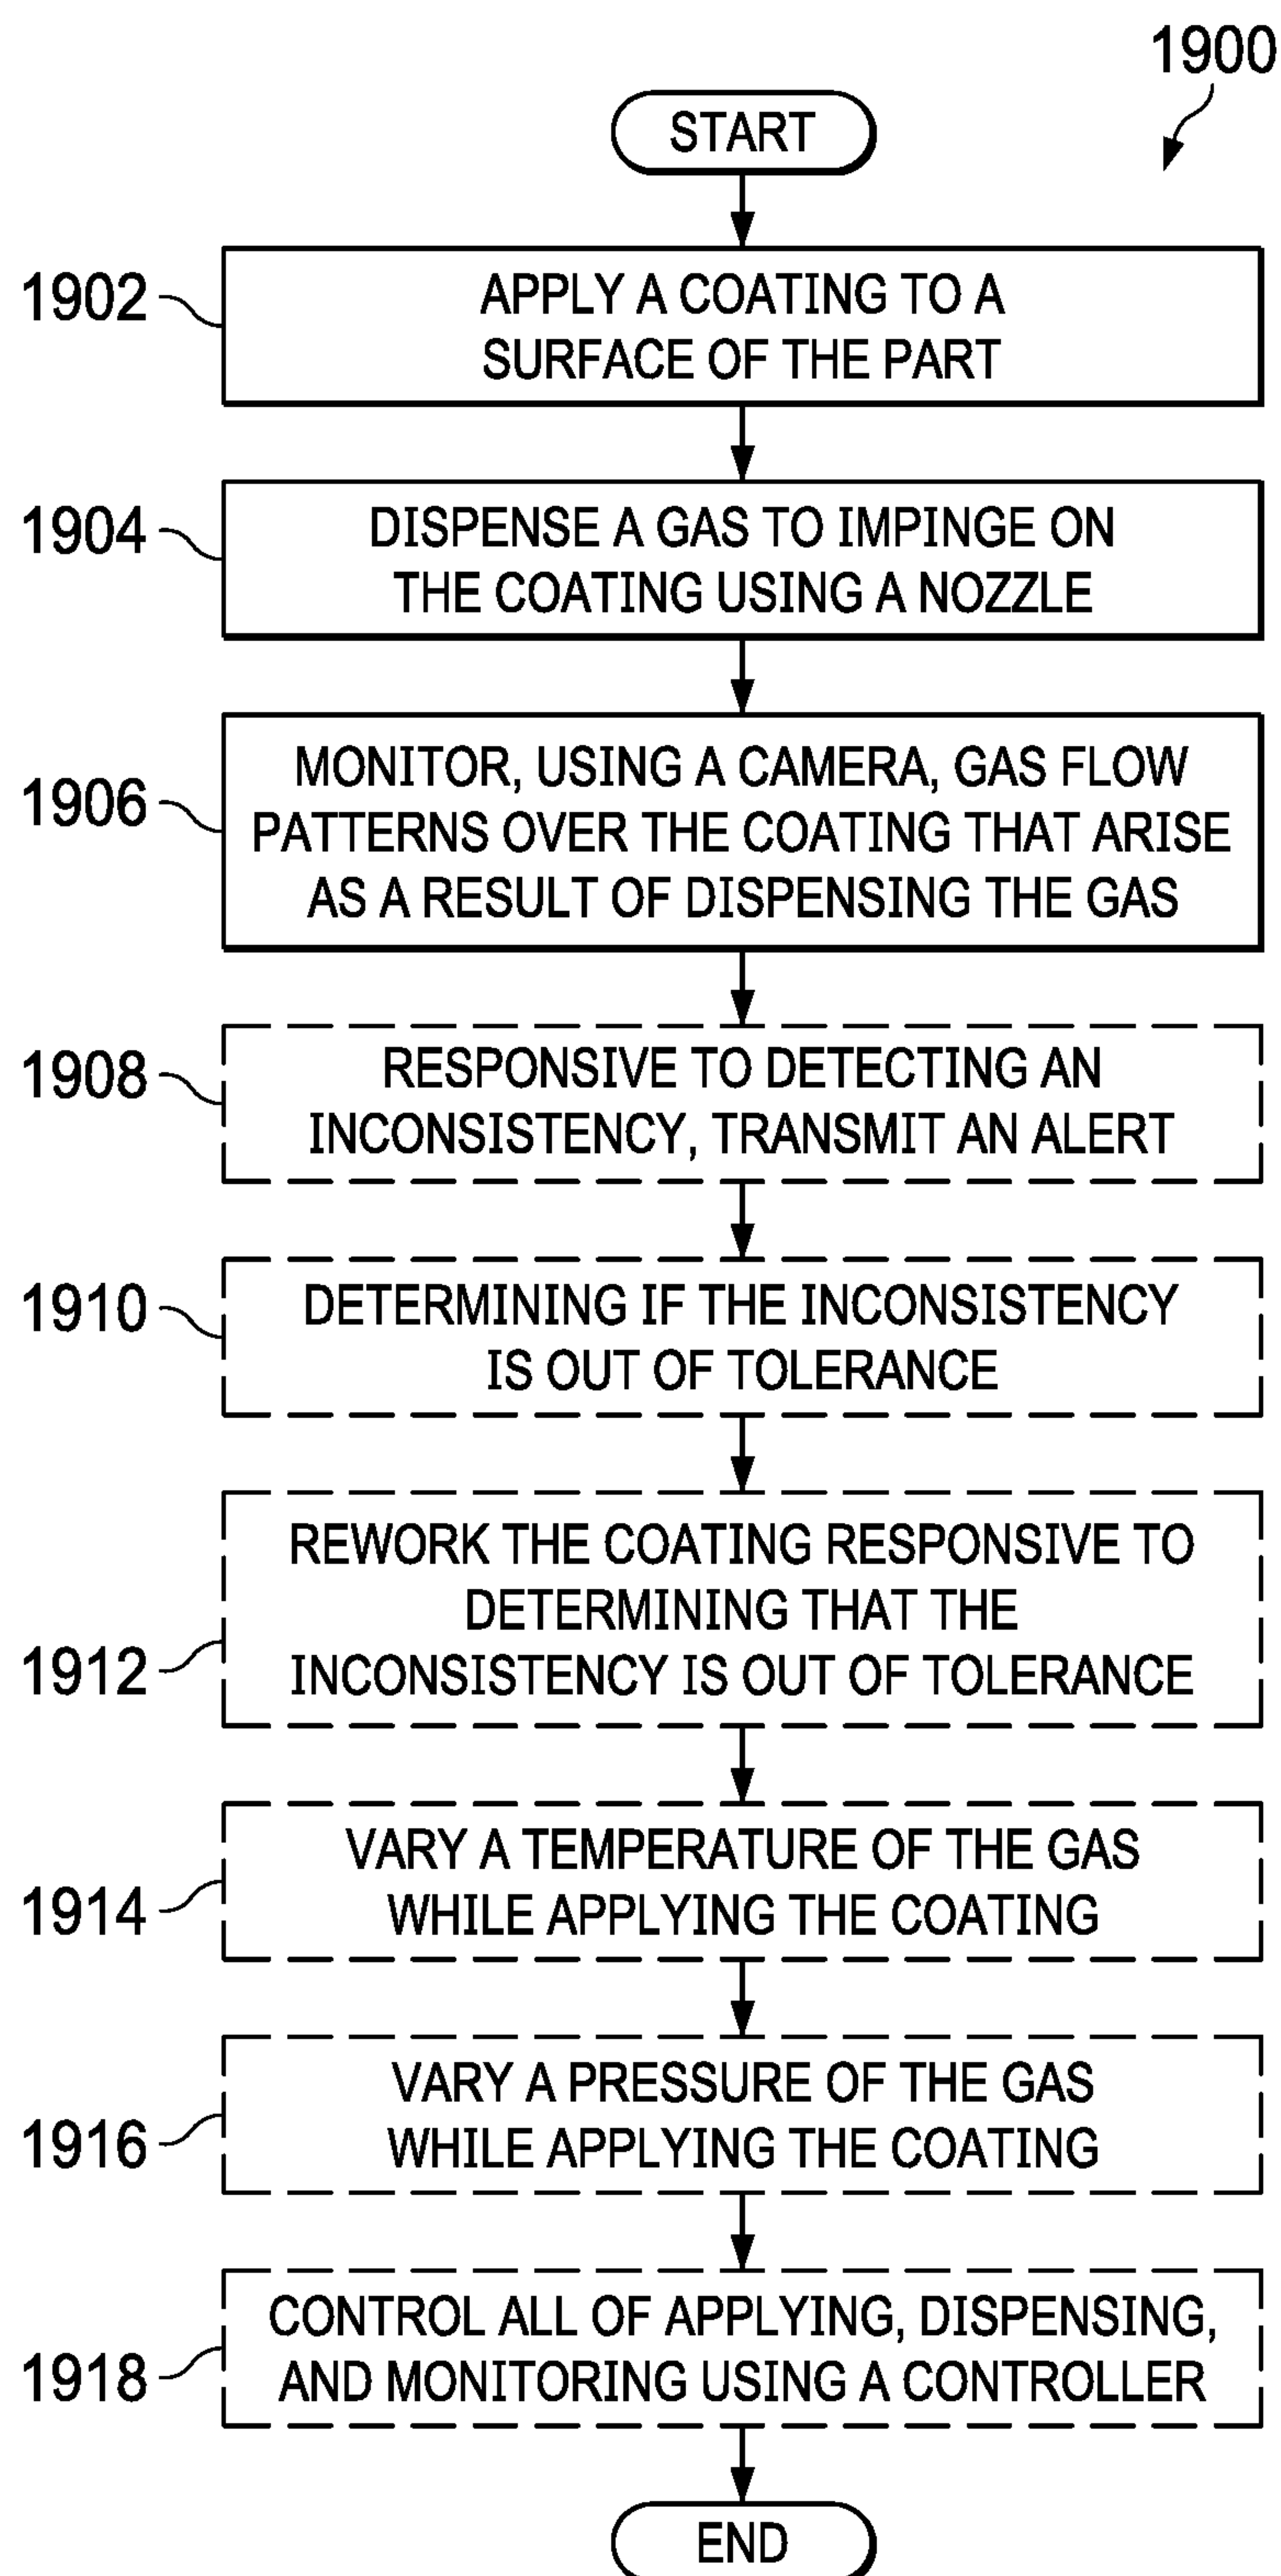 1900
START
1902
APPLY A COATING TO A
SURFACE OF THE PART
1904
DISPENSE A GAS TO IMPINGE ON
THE COATING USING A NOZZLE
1906
MONITOR, USING A CAMERA, GAS FLOW
PATTERNS OVER THE COATING THAT ARISE
AS A RESULT OF DISPENSING THE GAS
1908
RESPONSIVE TO DETECTING AN
INCONSISTENCY, TRANSMIT AN ALERT
1910
DETERMINING IF THE INCONSISTENCY
IS OUT OF TOLERANCE
1912
REWORK THE COATING RESPONSIVE TO
DETERMINING THAT THE
INCONSISTENCY IS OUT OF TOLERANCE
1914
VARY A TEMPERATURE OF THE GAS
WHILE APPLYING THE COATING
1916
VARY A PRESSURE OF THE GAS
WHILE APPLYING THE COATING
1918
CONTROL ALL OF APPLYING, DISPENSING,
AND MONITORING USING A CONTROLLER
END